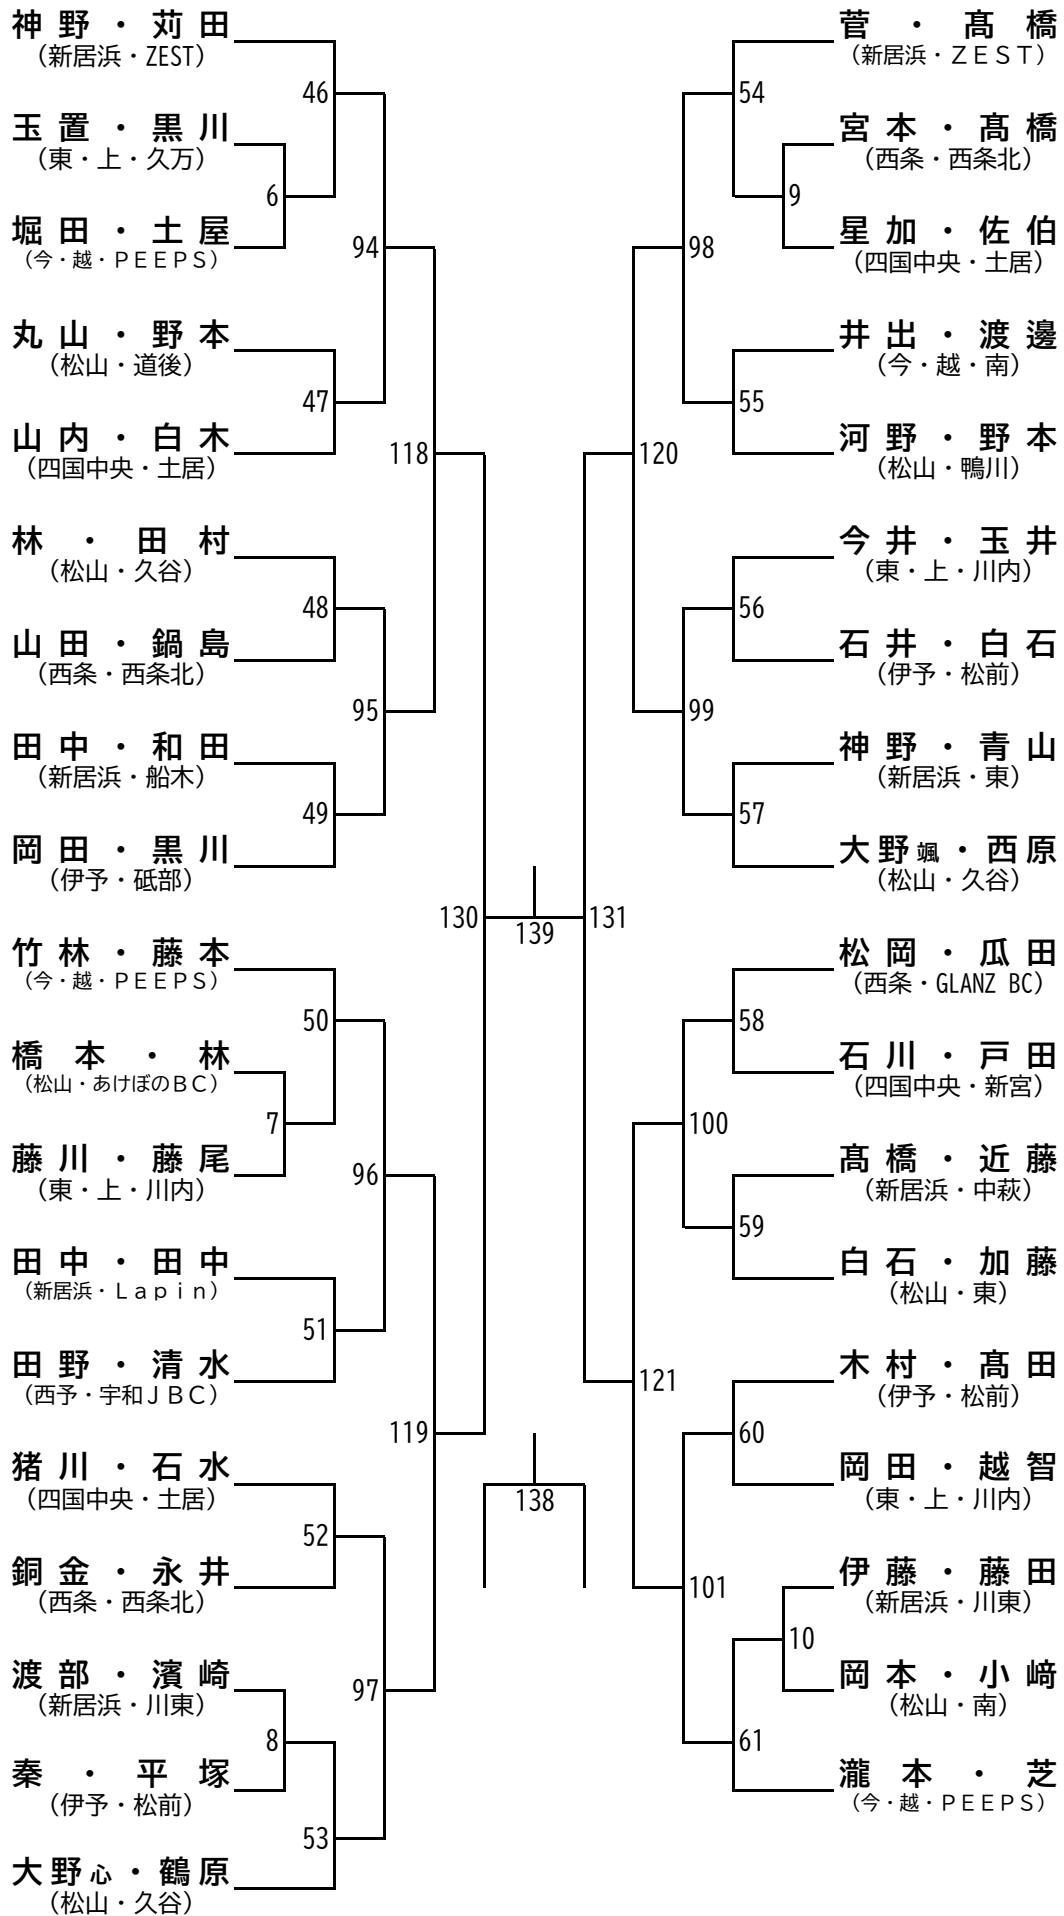 神野・苅田
（新居浜・ZEST）
46
玉置・黒川
（東・上・久万）
6
堀田・土屋
（今・越・ＰＥＥＰＳ）
94
丸山・野本
（松山・道後）
47
山内・白木
（四国中央・土居）
118
林・田村
（松山・久谷）
48
山田・鍋島
（西条・西条北）
95
田中・和田
（新居浜・船木）
49
岡田・黒川
（伊予・砥部）
130
竹林・藤本
（今・越・ＰＥＥＰＳ）
50
橋本・林
（松山・あけぼのＢＣ）
7
藤川・藤尾
（東・上・川内）
96
田中・田中
（新居浜・Ｌａｐｉｎ）
51
田野・清水
（西予・宇和ＪＢＣ）
119
猪川・石水
（四国中央・土居）
52
銅金・永井
（西条・西条北）
渡部・濱崎
（新居浜・川東）
97
8
秦・平塚
（伊予・松前）
53
大野心・鶴原
（松山・久谷）
139
138
菅・髙橋
（新居浜・ＺＥＳＴ）
54
宮本・髙橋
（西条・西条北）
9
星加・佐伯
（四国中央・土居）
98
井出・渡邊
（今・越・南）
55
河野・野本
（松山・鴨川）
120
今井・玉井
（東・上・川内）
56
石井・白石
（伊予・松前）
99
神野・青山
（新居浜・東）
57
大野颯・西原
（松山・久谷）
131
松岡・瓜田
（西条・GLANZ BC）
58
石川・戸田
（四国中央・新宮）
100
髙橋・近藤
（新居浜・中萩）
59
白石・加藤
（松山・東）
121
木村・髙田
（伊予・松前）
60
岡田・越智
（東・上・川内）
伊藤・藤田
（新居浜・川東）
101
10
岡本・小﨑
（松山・南）
61
瀧本・芝
（今・越・ＰＥＥＰＳ）